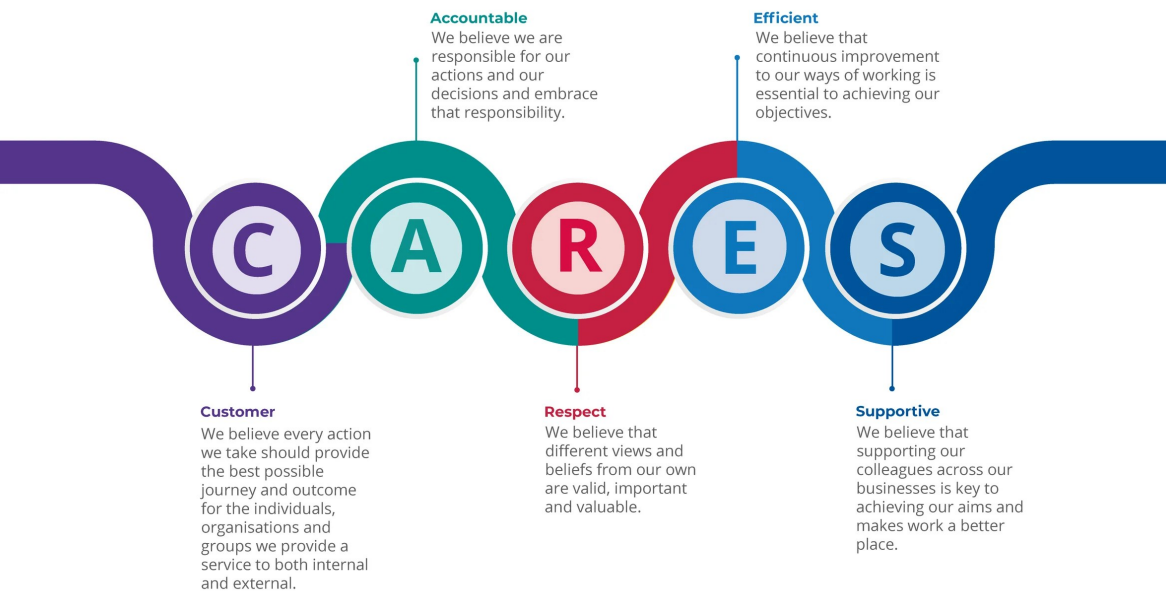 Accountable
We believe we are
responsible for our
actions and our
decisions and embrace
that responsibility.
Efficient
We believe that
continuous improvement
to our ways of working is
essential to achieving our
objectives.
C
A
R
E
S
Customer
We believe every action
we take should provide
the best possible
journey and outcome
for the individuals,
organisations and
groups we provide a
service to both internal
and external.
Respect
We believe that
different views and
beliefs from our own
are valid, important
and valuable.
Supportive
We believe that
supporting our
colleagues across our
businesses is key to
achieving our aims and
makes work a better
place.